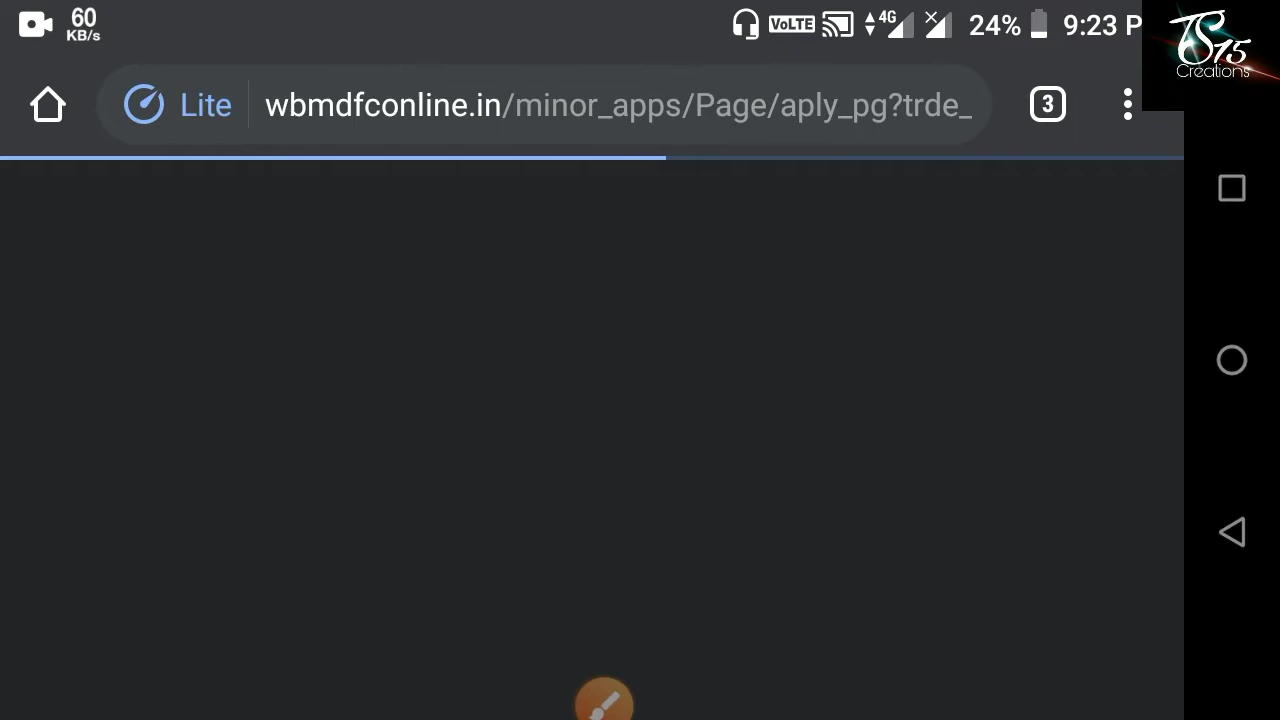 60
KB/s
VoLTE
4G
24%
9:23 P
TS15
Creations
Lite
wbmdfconline.in/minor_apps/Page/aply_pg?trde_
3